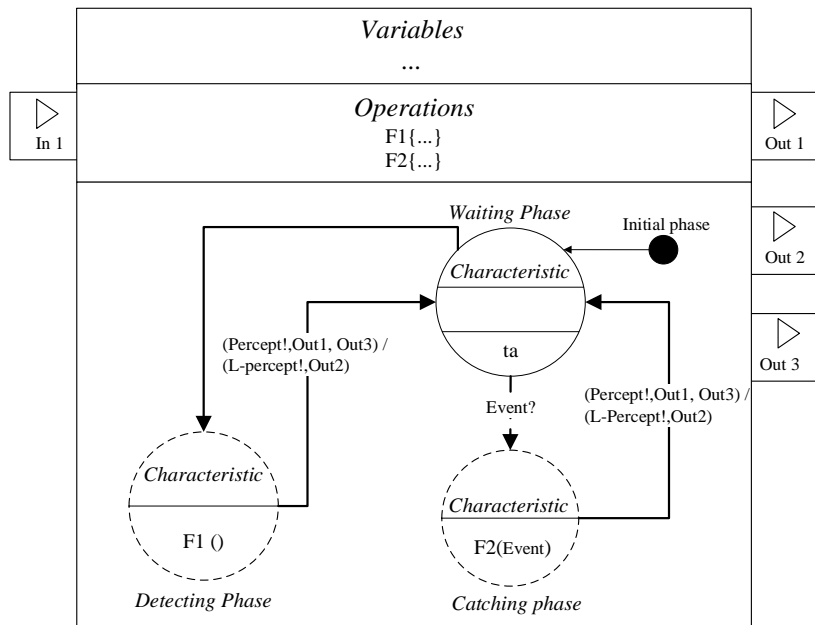 Variables
...
Operations
F1{...}
F2{...}
In 1
Out 1
Out 2
Out 3
Waiting Phase
Initial phase
Characteristic
ta
(Percept!,Out1, Out3) /
(L-percept!,Out2)
Event?
(Percept!,Out1, Out3) /
(L-Percept!,Out2)
Characteristic
F1 ()
Detecting Phase
Characteristic
F2(Event)
Catching phase